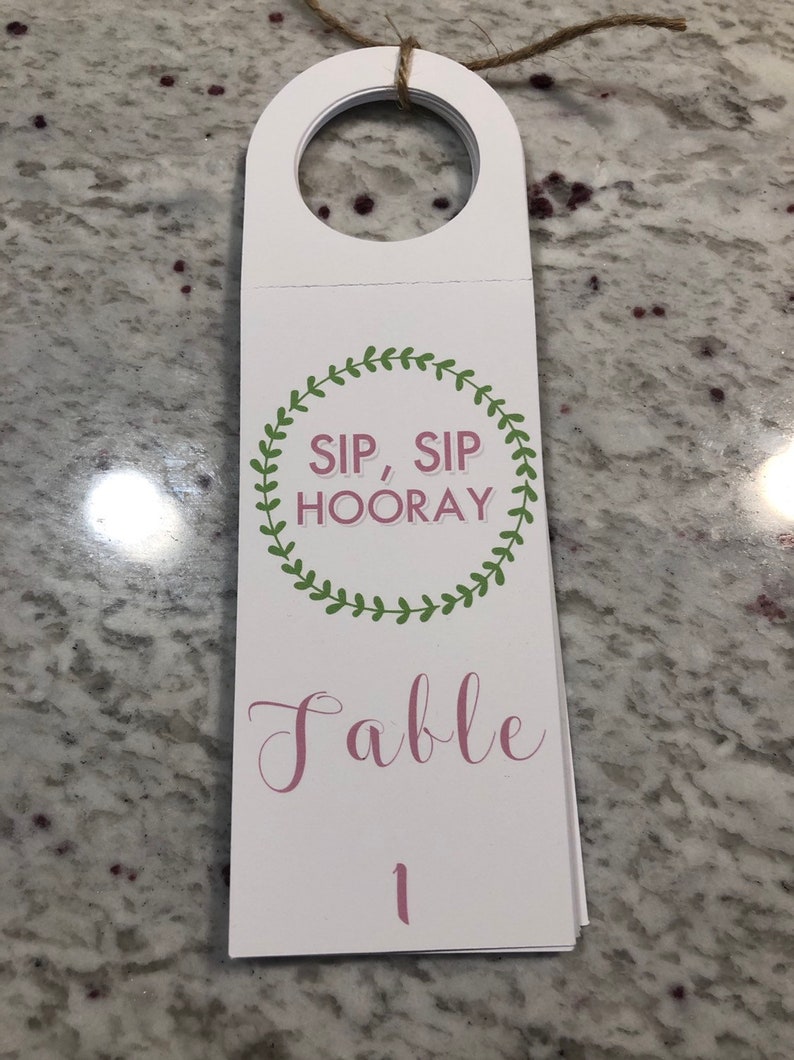 SIP, SIP
HOORAY
Table
1